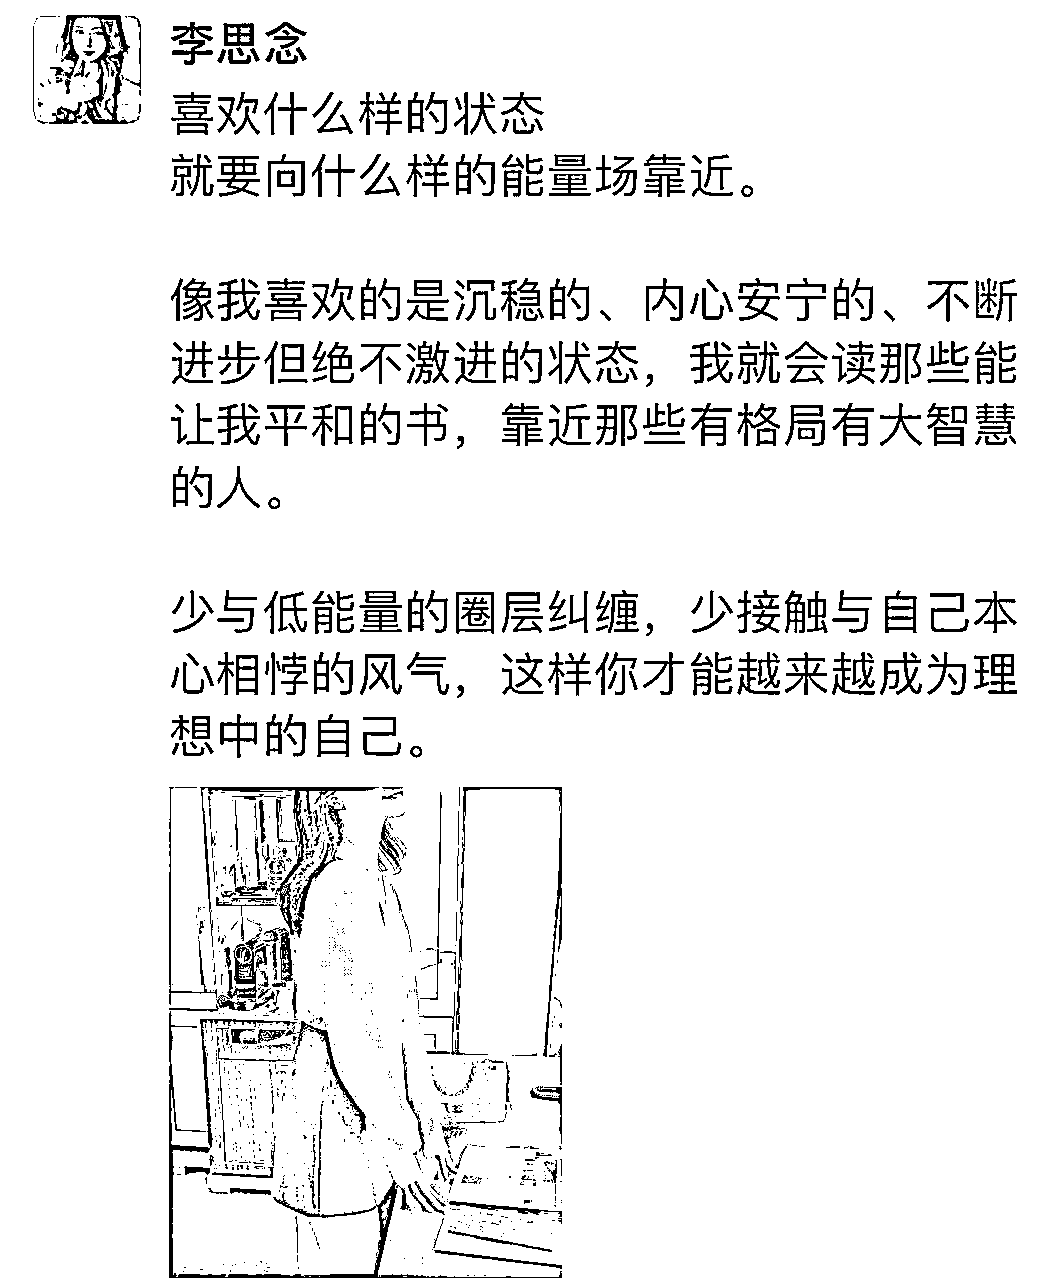 李思念
喜欢什么样的状态
就要向什么样的能量场靠近。
像我喜欢的是沉稳的、内心安宁的、不断
进步但绝不激进的状态，我就会读那些能
让我平和的书，靠近那些有格局有大智慧
的人。
少与低能量的圈层纠缠，少接触与自己本
心相悖的风气，这样你才能越来越成为理
想中的自己。